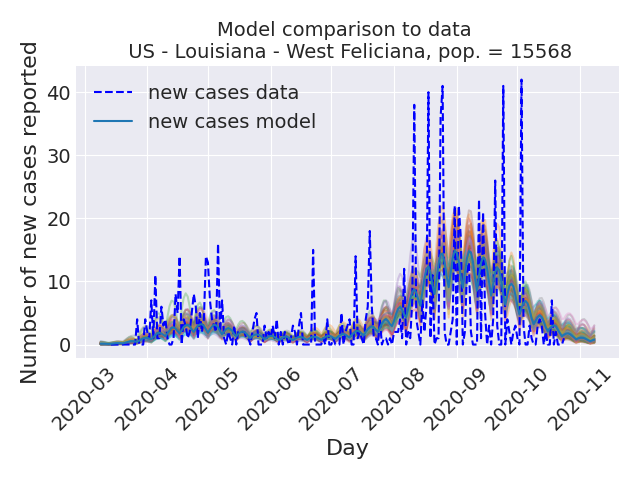 Model comparison to data
US - Louisiana - West Feliciana, pop. = 15568
Number of new cases reported
40
30
20
10
0
new cases data
new cases model
2020-03
2020-04
2020-05
2020-06
2020-07
2020-08
2020-09
2020-10
2020-11
Day